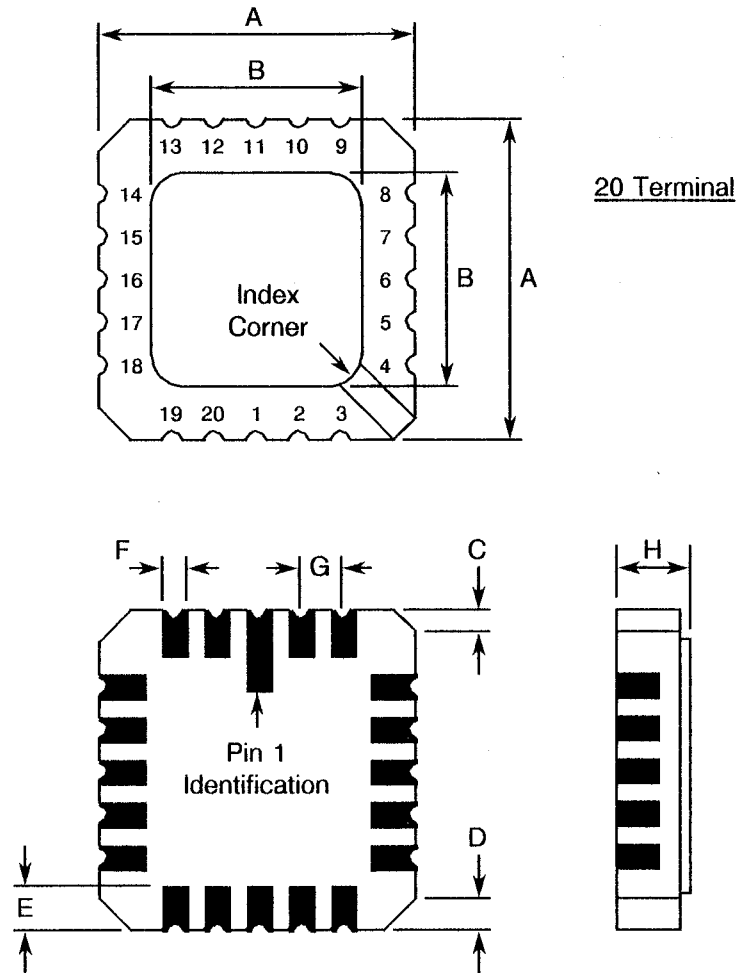 A
B
13 12 11 10 9
14
8
20 Terminal
15
7
16
6
B
A
Index
Corner
17
5
18
4
19 20 1 2 3
F
G
C
H
Pin 1
Identification
D
E